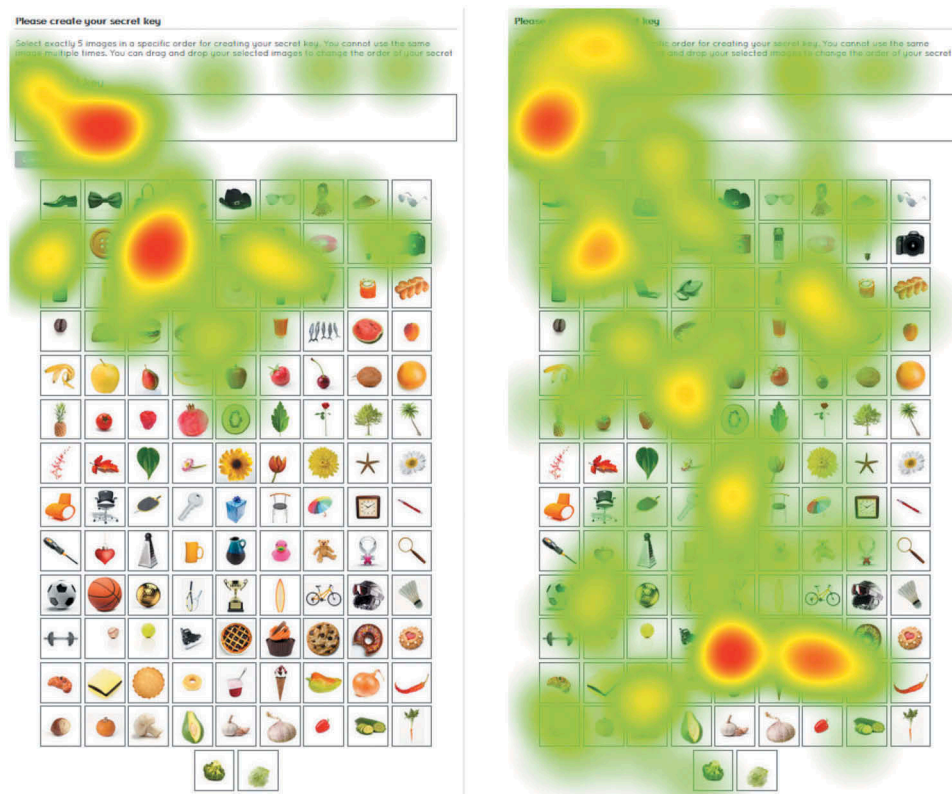 Please create your secret key
Select exactly 5 images in a specific order for creating your secret key. You cannot use the same
image multiple times. You can drag and drop your selected images to change the order of your secret
key
Please key
order for creating your secret key. You cannot use the same
and drop your selected images to change the order of your secret